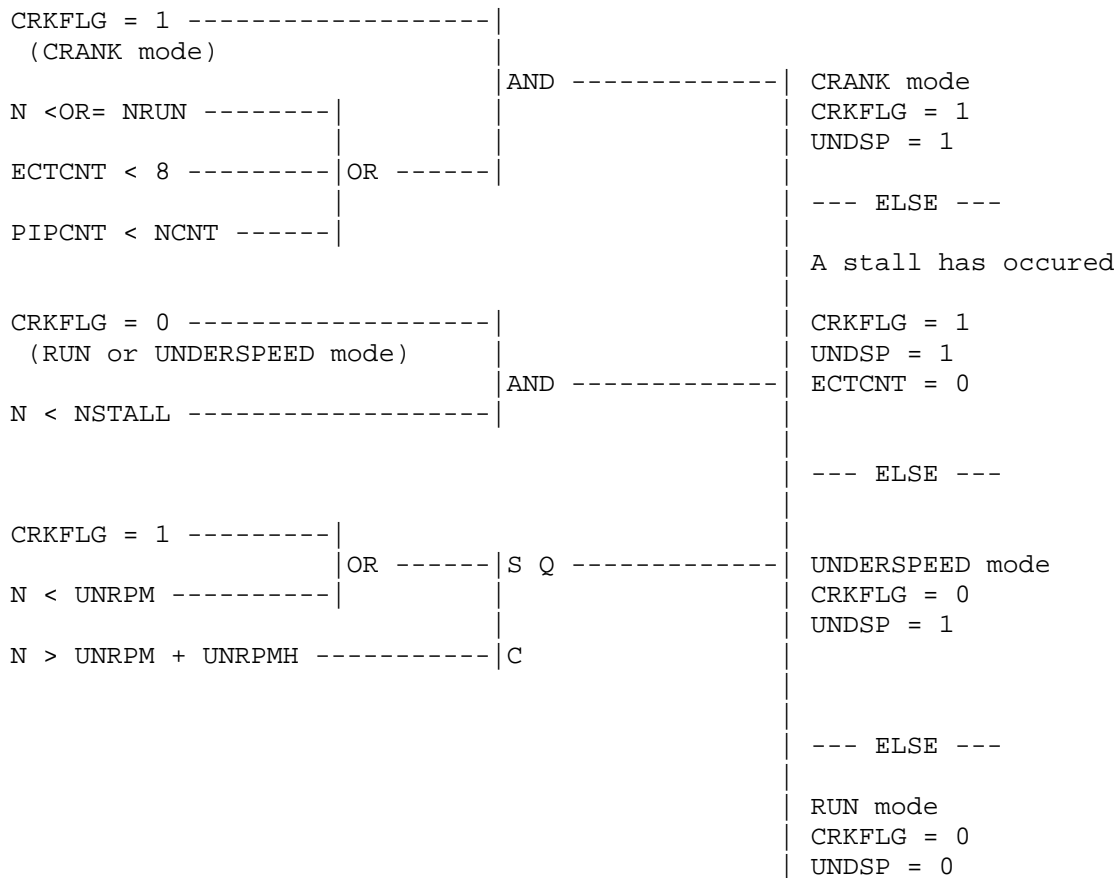 CRKFLG = 1 -------------------|
(CRANK mode) |
|AND -------------| CRANK mode
N <OR= NRUN --------| | | CRKFLG = 1
| | | UNDSP = 1
ECTCNT < 8 ---------|OR ------| |
| | --- ELSE ---
PIPCNT < NCNT ------| |
| A stall has occured
|
CRKFLG = 0 -------------------| | CRKFLG = 1
(RUN or UNDERSPEED mode) | | UNDSP = 1
|AND -------------| ECTCNT = 0
N < NSTALL -------------------| |
|
| --- ELSE ---
|
CRKFLG = 1 ---------| |
|OR ------|S Q -------------| UNDERSPEED mode
N < UNRPM ----------| | | CRKFLG = 0
| | UNDSP = 1
N > UNRPM + UNRPMH -----------|C |
|
|
| --- ELSE ---
|
| RUN mode
| CRKFLG = 0
| UNDSP = 0